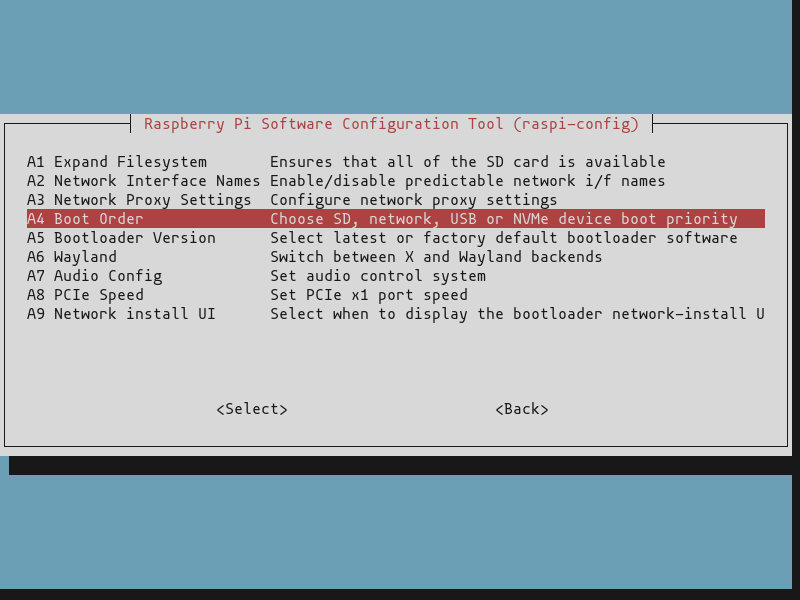 Raspberry Pi Software Configuration Tool (raspi-config)
A1 Expand Filesystem Ensures that all of the SD card is available
A2 Network Interface Names Enable/disable predictable network i/f names
A3 Network Proxy Settings Configure network proxy settings
A4 Boot Order Choose SD, network, USB or NVMe device boot priority
A5 Bootloader Version Select latest or factory default bootloader software
A6 Wayland Switch between X and Wayland backends
A7 Audio Config Set audio control system
A8 PCIe Speed Set PCIe x1 port speed
A9 Network install UI Select when to display the bootloader network-install U
<Select> <Back>